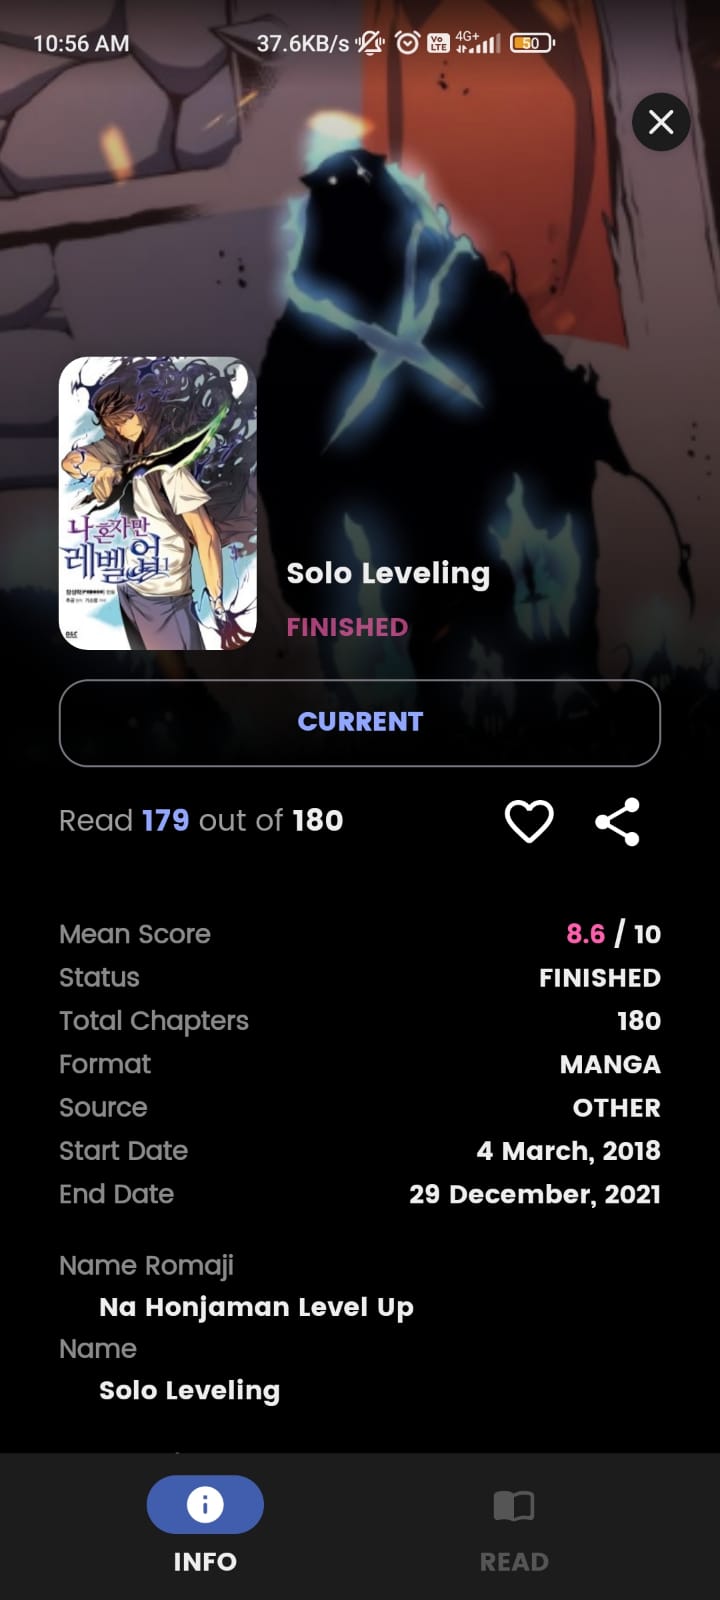 10:56 AM
37.6KB/s Vo LTE 4G+ 50
나 혼자만
레벨업 1
Solo Leveling
FINISHED
CURRENT
Read 179 out of 180
Mean Score 8.6 / 10
Status FINISHED
Total Chapters 180
Format MANGA
Source OTHER
Start Date 4 March, 2018
End Date 29 December, 2021
Name Romaji
Na Honjaman Level Up
Name
Solo Leveling
INFO READ